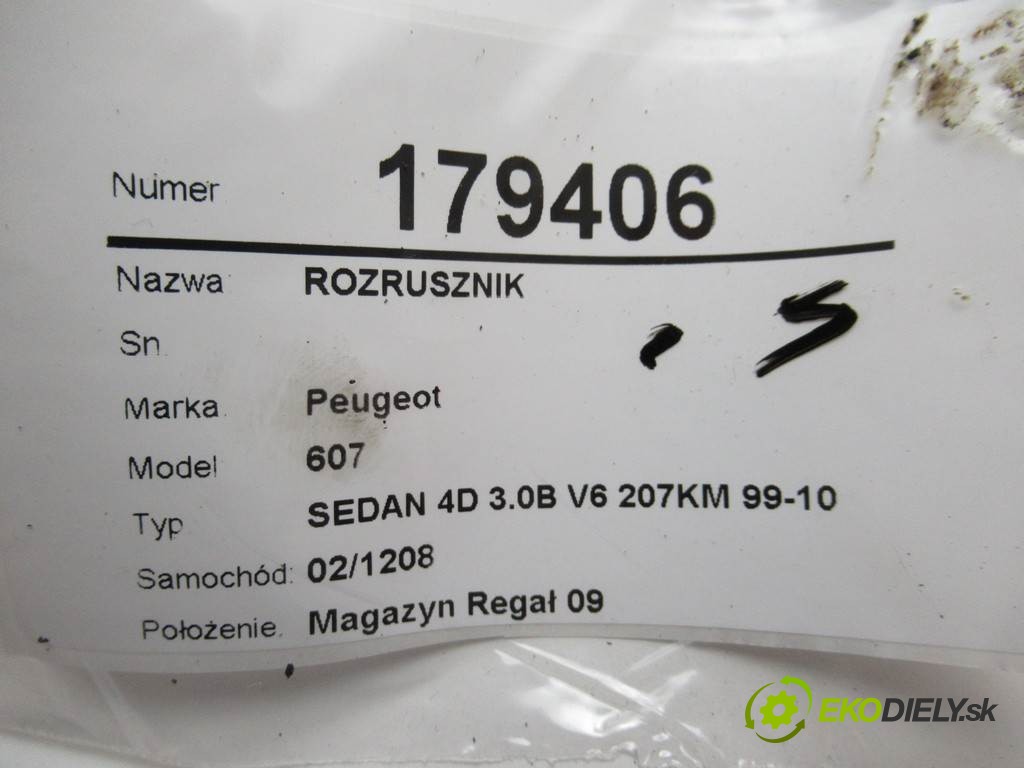 Numer 179406
Nazwa ROZRUSZNIK
Sn
Marka Peugeot
Model 607
Typ SEDAN 4D 3.0B V6 207KM 99-10
Samochód: 02/1208
Położenie. Magazyn Regał 09
EKODIELY.sk